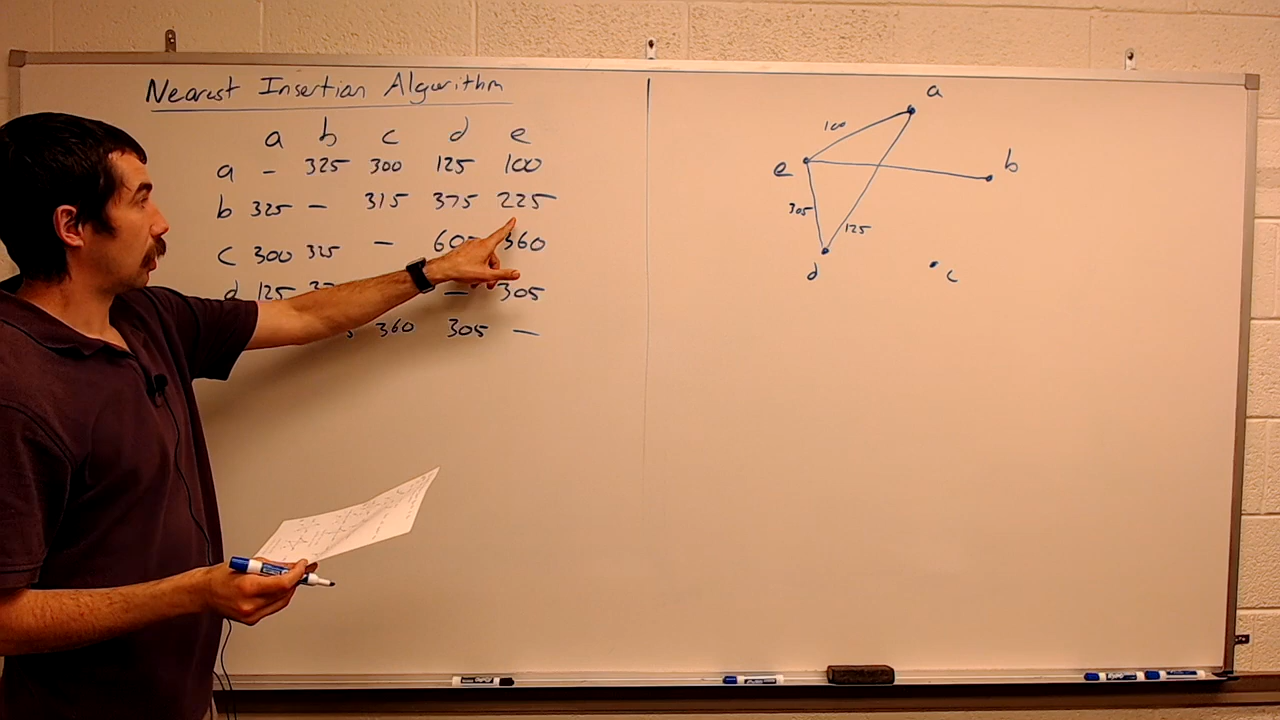 Nearest Insertion Algorithm
a b c d e
a - 325 300 125 100
b 325 - 315 375 225
c 300 325 - 360
d 125 - 305
360 305 -
a
100
e
b
305
125
d
c